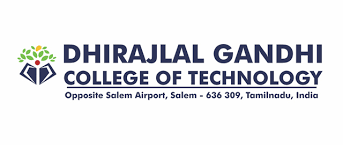 DHIRAJLAL GANDHI
COLLEGE OF TECHNOLOGY
Opposite Salem Airport, Salem - 636 309, Tamilnadu, India